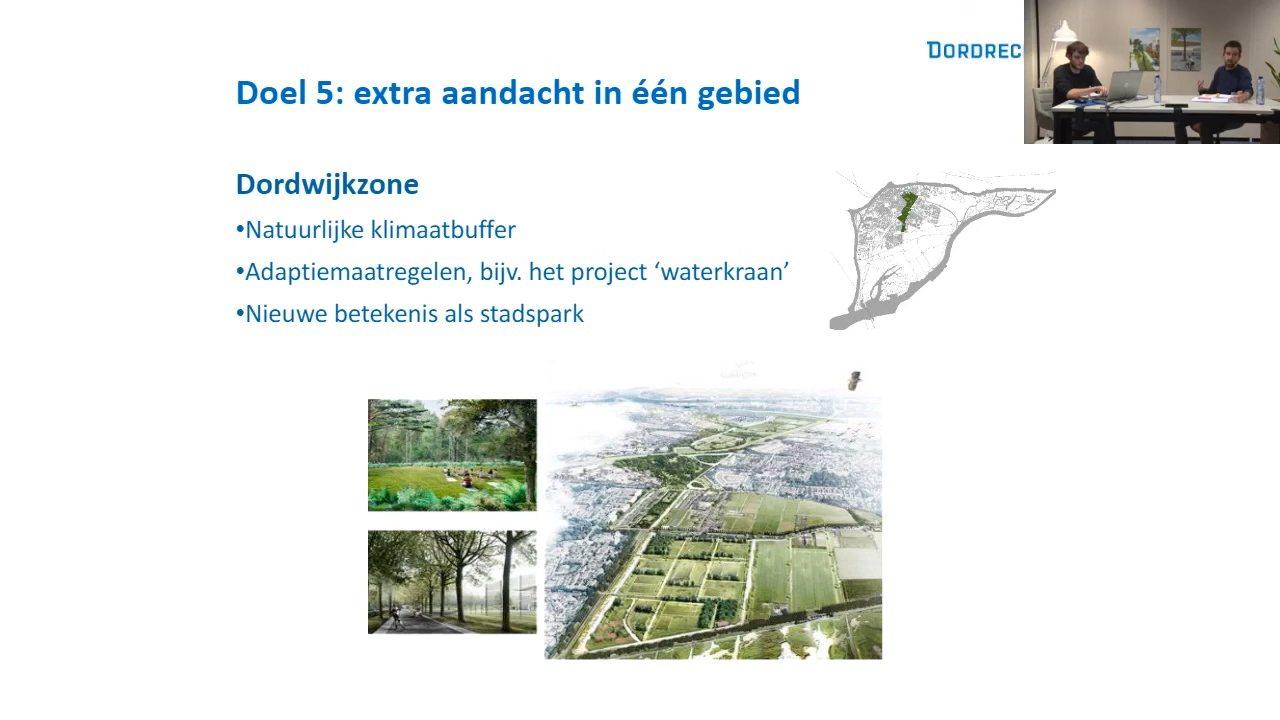 DORDREC
Doel 5: extra aandacht in één gebied
Dordwijkzone
•Natuurlijke klimaatbuffer
•Adaptiemaatregelen, bijv. het project ‘waterkraan’
•Nieuwe betekenis als stadspark